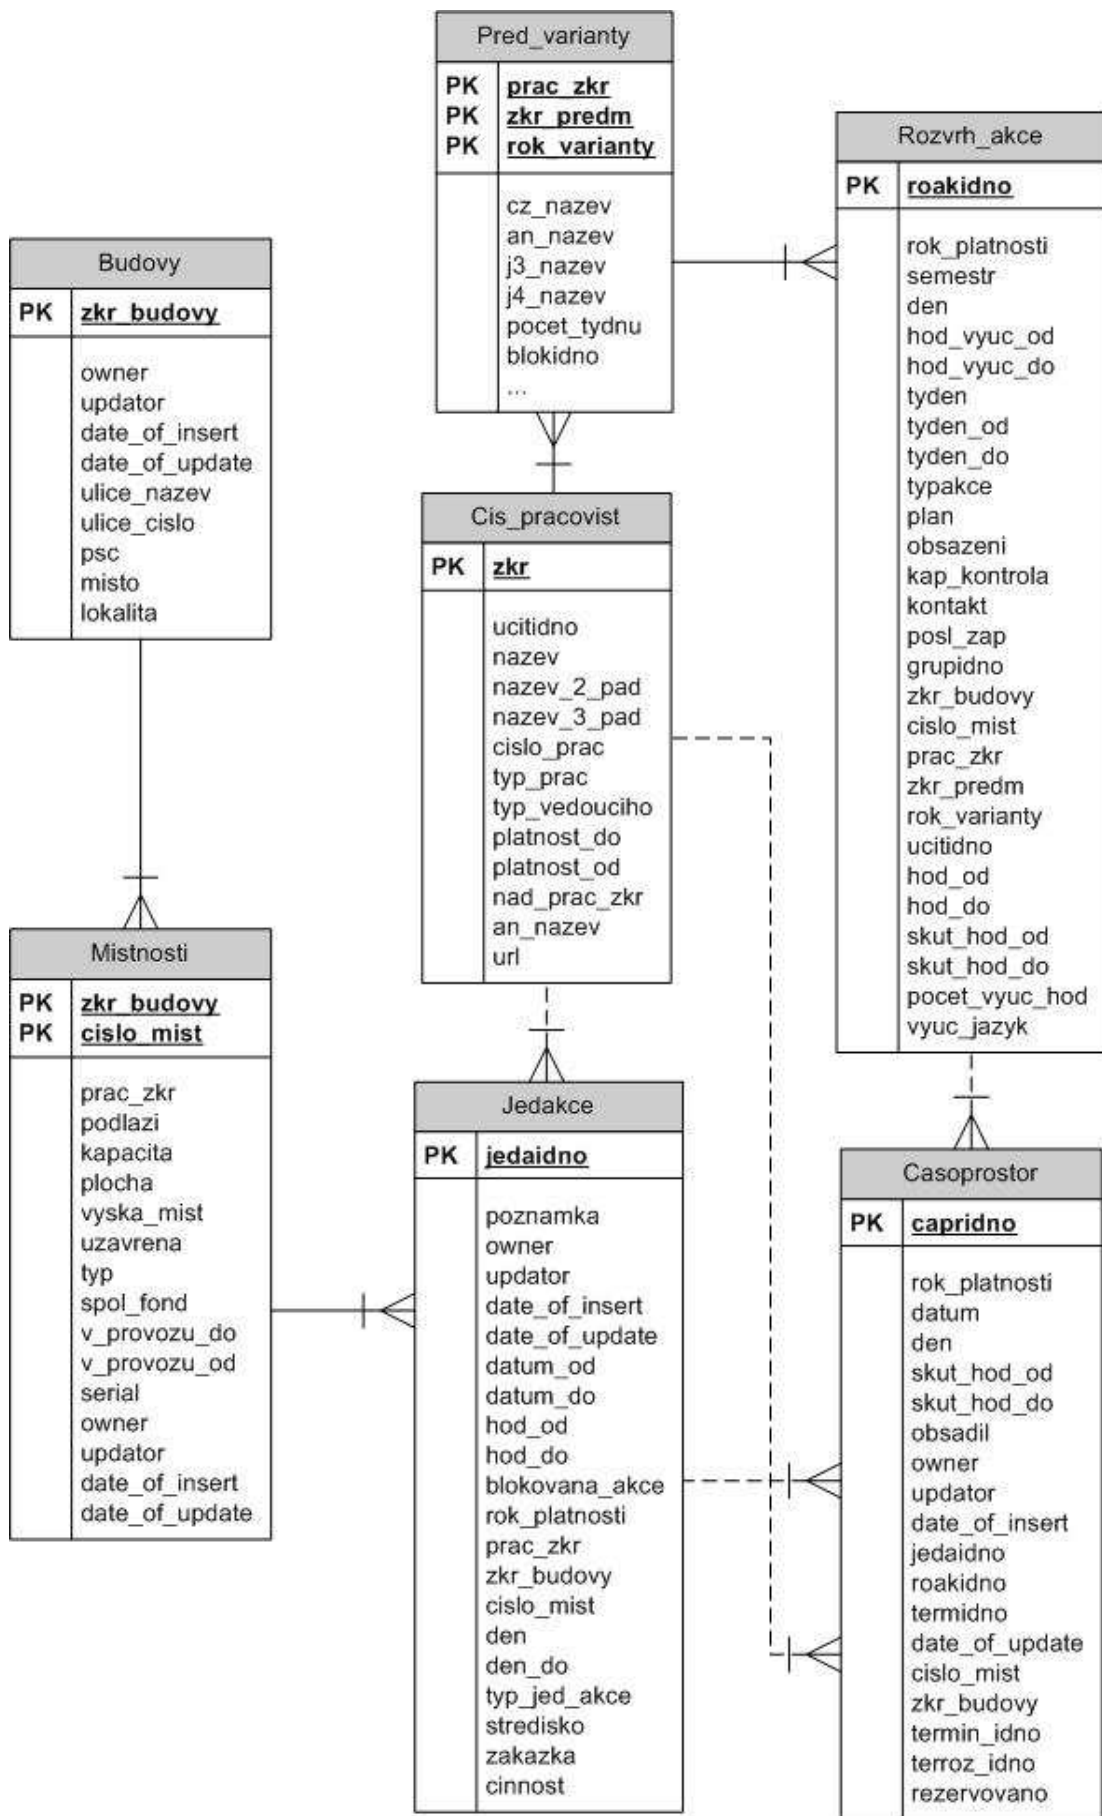 Pred_varianty
PK prac_zkr
PK zkr_predm
PK rok_varianty
cz_nazev
an_nazev
j3_nazev
j4_nazev
pocet_tydnu
blokidno
...
Rozvrh_akce
PK roakidno
rok_platnosti
semestr
den
hod_vyuc_od
hod_vyuc_do
tyden
tyden_od
tyden_do
typakce
plan
obsazeni
kap_kontrola
kontakt
posl_zap
grupidno
zkr_budovy
cislo_mist
prac_zkr
zkr_predm
rok_varianty
ucitidno
hod_od
hod_do
skut_hod_od
skut_hod_do
pocet_vyuc_hod
vyuc_jazyk
Budovy
PK zkr_budovy
owner
updator
date_of_insert
date_of_update
ulice_nazev
ulice_cislo
psc
misto
lokalita
Cis_pracovist
PK zkr
ucitidno
nazev
nazev_2_pad
nazev_3_pad
cislo_prac
typ_prac
typ_vedouciho
platnost_do
platnost_od
nad_prac_zkr
an_nazev
url
Mistnosti
PK zkr_budovy
PK cislo_mist
prac_zkr
podlazi
kapacita
plocha
vyska_mist
uzavrena
typ
spol_fond
v_provozu_do
v_provozu_od
serial
owner
updator
date_of_insert
date_of_update
Jedakce
PK jedaidno
poznamka
owner
updator
date_of_insert
date_of_update
datum_od
datum_do
hod_od
hod_do
blokovana_akce
rok_platnosti
prac_zkr
zkr_budovy
cislo_mist
den
den_do
typ_jed_akce
stredisko
zakazka
cinnost
Casoprostor
PK capridno
rok_platnosti
datum
den
skut_hod_od
skut_hod_do
obsadil
owner
updator
date_of_insert
jedaidno
roakidno
termidno
date_of_update
cislo_mist
zkr_budovy
termin_idno
terroz_idno
rezervovano